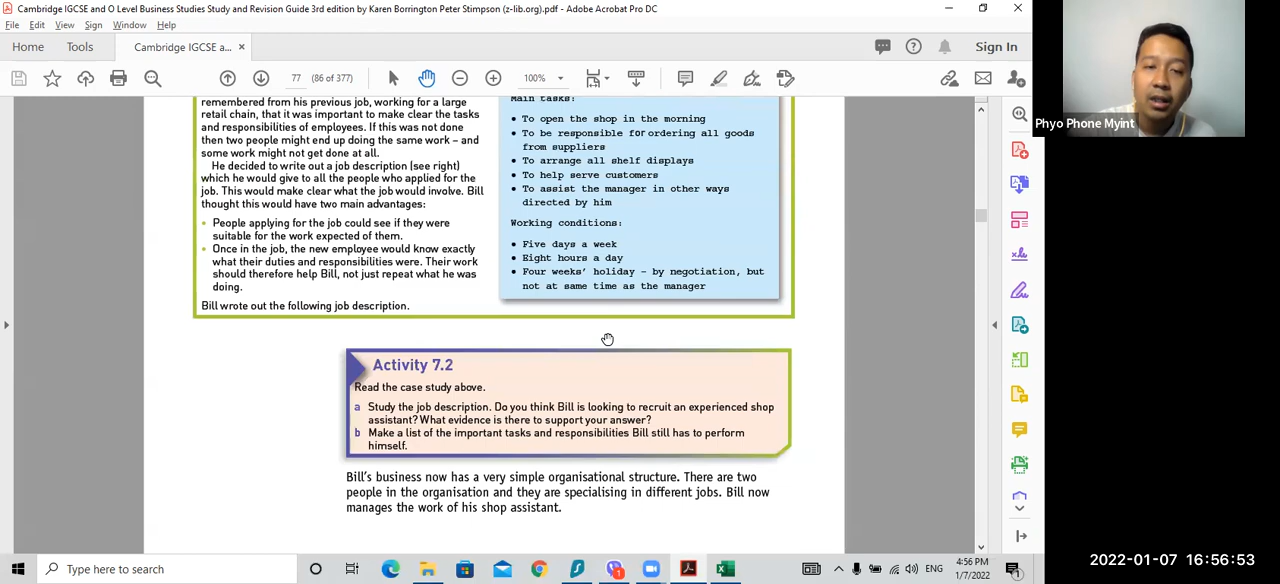 Cambridge IGCSE and O Level Business Studies Study and Revision Guide 3rd edition by Karen Borrington Peter Stimpson (z-lib.org).pdf - Adobe Acrobat Pro DC
File Edit View Sign Window Help
Home Tools Cambridge IGCSE a... × Sign In
77 (86 of 377) 100%
remembered from his previous job, working for a large
retail chain, that it was important to make clear the tasks
and responsibilities of employees. If this was not done
then two people might end up doing the same work – and
some work might not get done at all.
He decided to write out a job description (see right)
which he would give to all the people who applied for the
job. This would make clear what the job would involve. Bill
thought this would have two main advantages:
• People applying for the job could see if they were
suitable for the work expected of them.
• Once in the job, the new employee would know exactly
what their duties and responsibilities were. Their work
should therefore help Bill, not just repeat what he was
doing.
Bill wrote out the following job description.
Main tasks:
• To open the shop in the morning
• To be responsible for ordering all goods
from suppliers
• To arrange all shelf displays
• To help serve customers
• To assist the manager in other ways
directed by him
Working conditions:
• Five days a week
• Eight hours a day
• Four weeks' holiday – by negotiation, but
not at same time as the manager
Activity 7.2
Read the case study above.
a Study the job description. Do you think Bill is looking to recruit an experienced shop
assistant? What evidence is there to support your answer?
b Make a list of the important tasks and responsibilities Bill still has to perform
himself.
Bill's business now has a very simple organisational structure. There are two
people in the organisation and they are specialising in different jobs. Bill now
manages the work of his shop assistant.
Phyo Phone Myint
Type here to search
ENG
4:56 PM
1/7/2022
2022-01-07 16:56:53